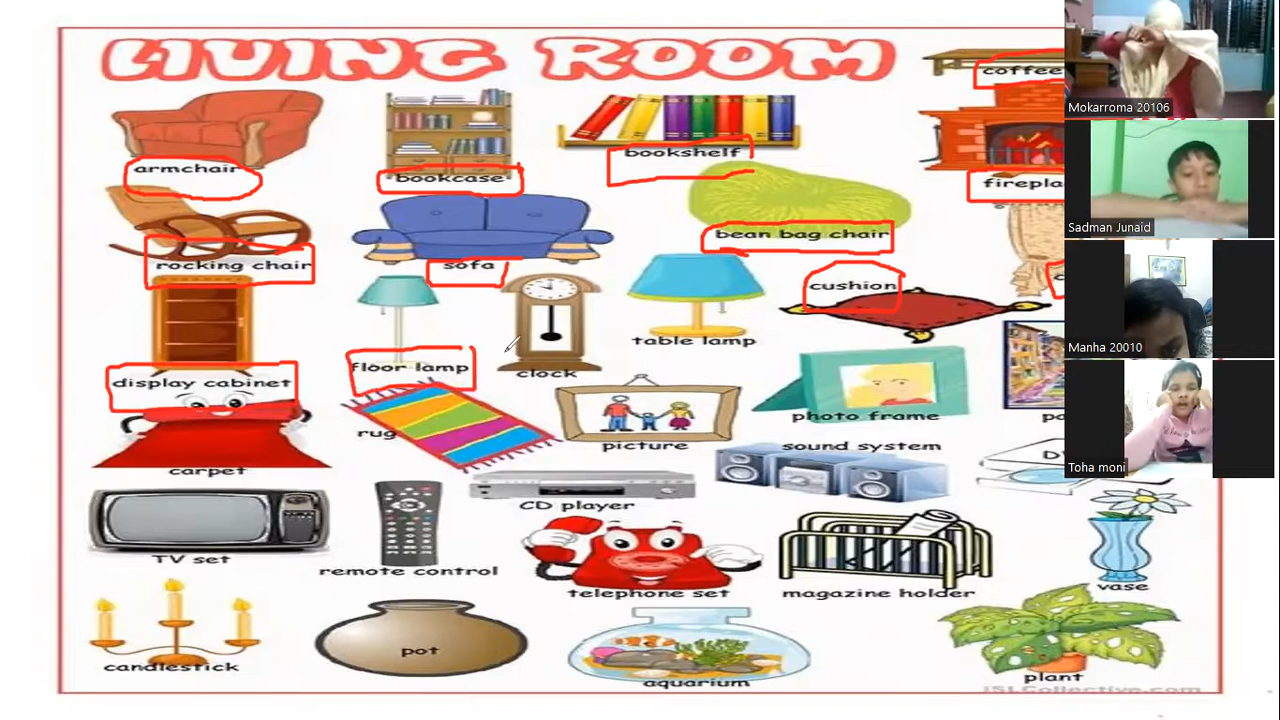 LIVING ROOM
coffee
armchair
bookcase
bookshelf
rocking chair
sofa
bean bag chair
cushion
display cabinet
floor lamp
clock
table lamp
photo frame
rug
picture
carpet
sound system
CD player
TV set
remote control
telephone set
magazine holder
vase
candlestick
pot
aquarium
plant
iSLCollective.com
Mokarroma 20106
Sadman Junaid
Manha 20010
Toha moni